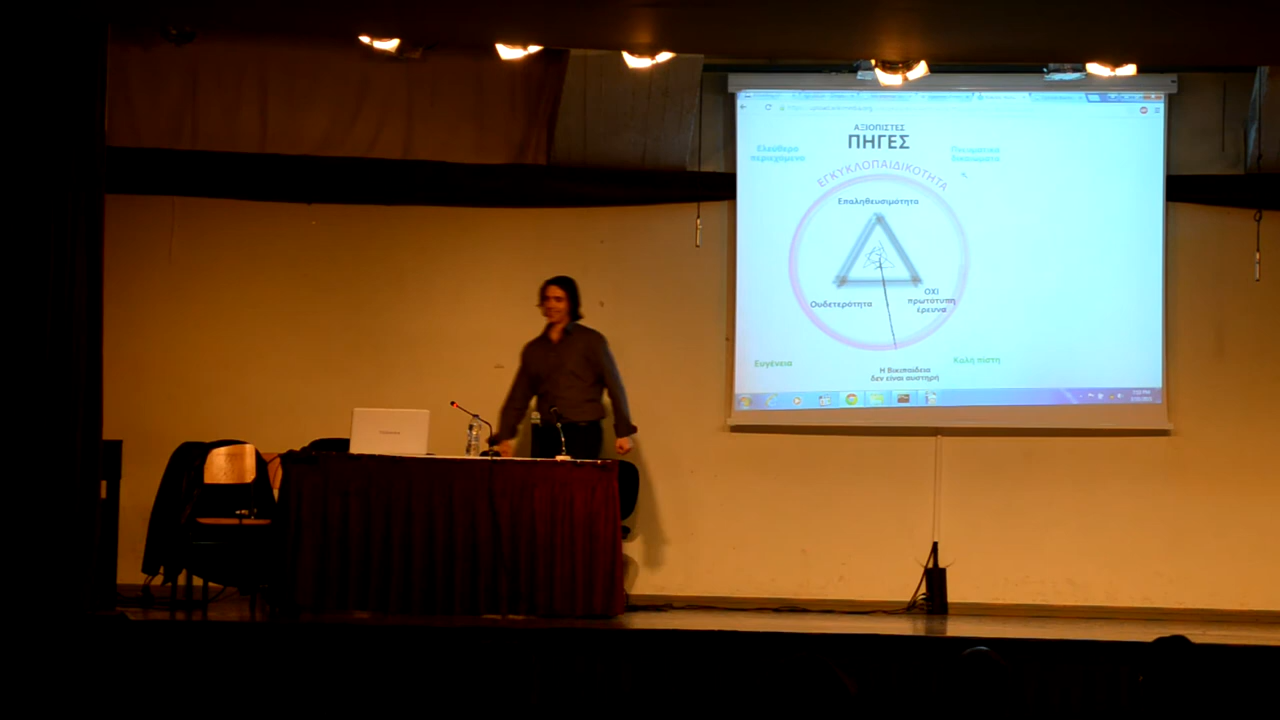 ΑΞΙΟΠΙΣΤΕΣ
ΠΗΓΕΣ
Ελεύθερο
περιεχόμενο
Πνευματικά
δικαιώματα
ΕΓΚΥΚΛΟΠΑΙΔΙΚΟΤΗΤΑ
Επαληθευσιμότητα
Ουδετερότητα
ΟΧΙ
πρωτότυπη
έρευνα
Ευγένεια
Καλή πίστη
Η Βικιπαίδεια
δεν είναι αυστηρή